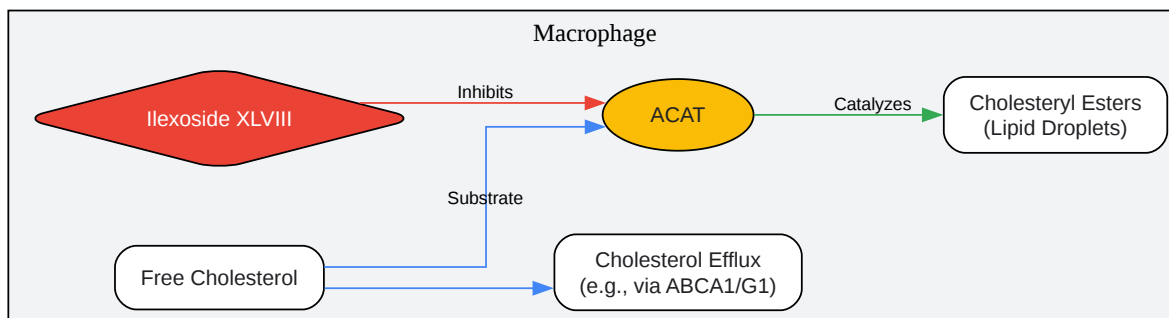 Macrophage
Ilexoside XLVIII
Inhibits
ACAT
Catalyzes
Cholesteryl Esters
(Lipid Droplets)
Substrate
Free Cholesterol
Cholesterol Efflux
(e.g., via ABCA1/G1)